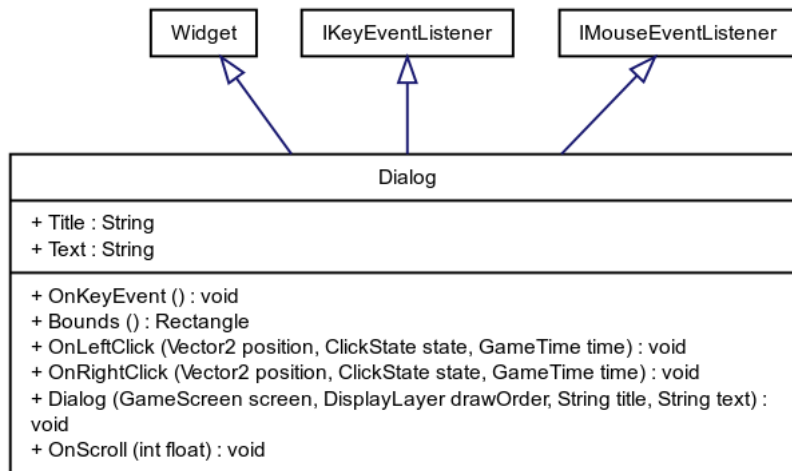 Widget
IKeyEventListener
IMouseEventListener
Dialog
+ Title : String
+ Text : String
+ OnKeyEvent () : void
+ Bounds () : Rectangle
+ OnLeftClick (Vector2 position, ClickState state, GameTime time) : void
+ OnRightClick (Vector2 position, ClickState state, GameTime time) : void
+ Dialog (GameScreen screen, DisplayLayer drawOrder, String title, String text) :
void
+ OnScroll (int float) : void